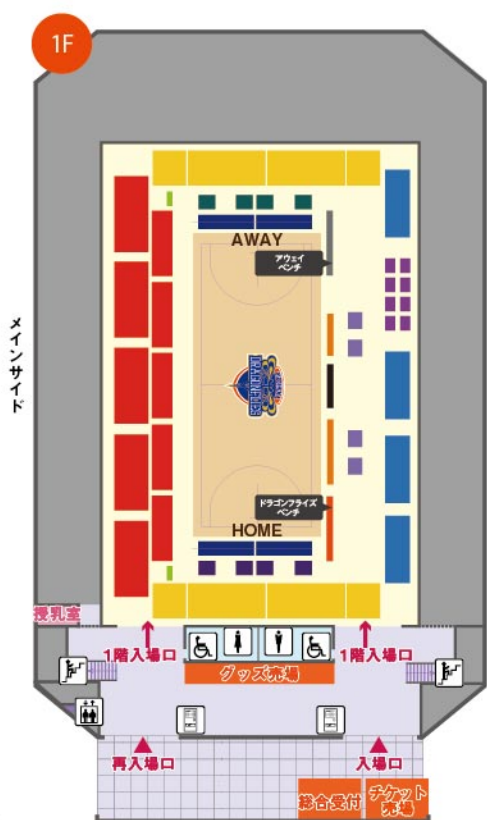 1F
メインサイド
AWAY
アウェイ
ベンチ
ドラゴンフライズ
ベンチ
HOME
授乳室
1階入場口
1階入場口
グッズ売場
再入場口
入場口
総合受付
チケット
売場